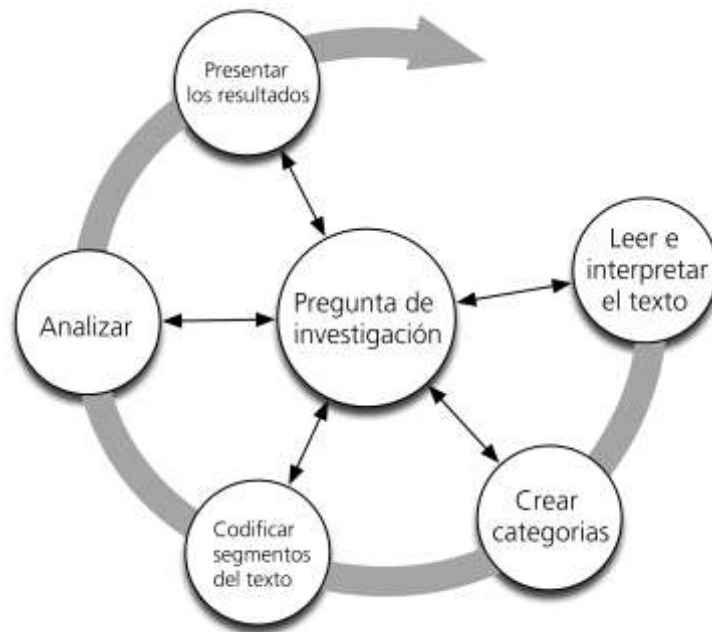 Presentar
los resultados
Leer e
interpretar
el texto
Pregunta de
investigación
Analizar
Crear
categorias
Codificar
segmentos
del texto